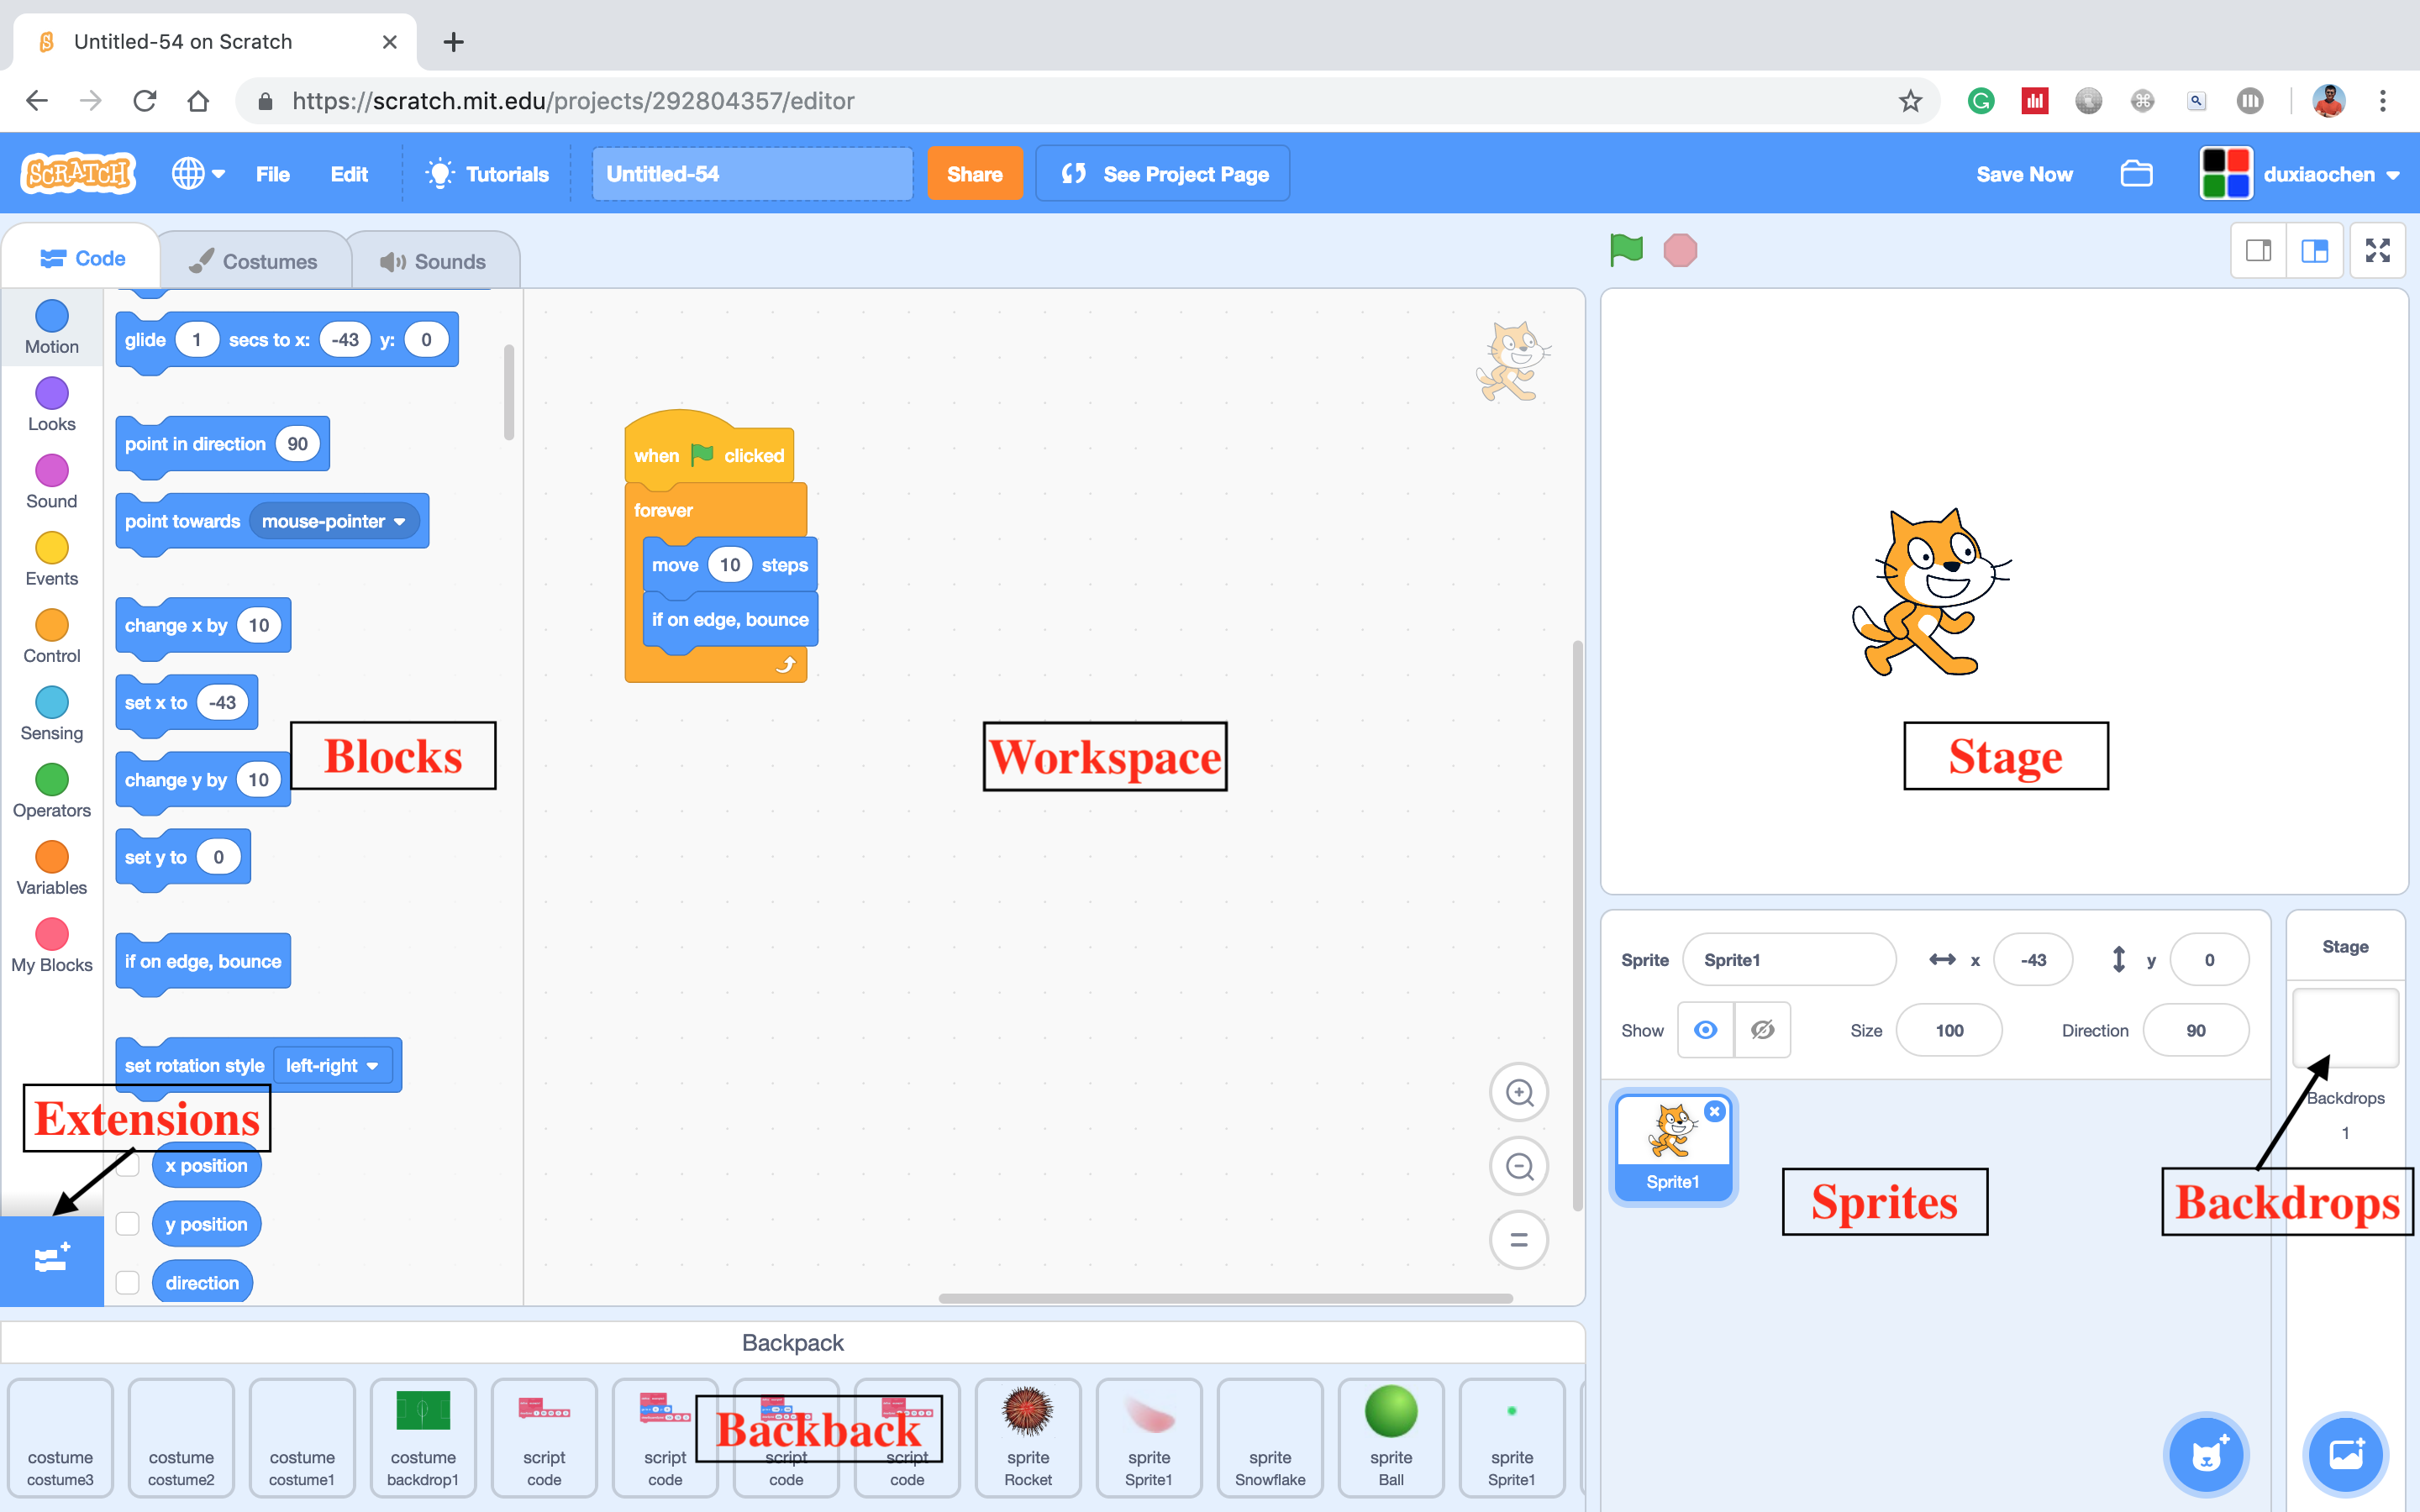 Untitled-54 on Scratch
https://scratch.mit.edu/projects/292804357/editor
SCRATCH File Edit Tutorials Untitled-54 Share See Project Page Save Now duxiaochen
Code Costumes Sounds
Motion
Looks
Sound
Events
Control
Sensing
Operators
Variables
My Blocks
glide 1 secs to x: -43 y: 0
point in direction 90
point towards mouse-pointer
change x by 10
set x to -43
change y by 10
set y to 0
if on edge, bounce
set rotation style left-right
x position
y position
direction
Blocks
Extensions
when clicked
forever
move 10 steps
if on edge, bounce
Workspace
Stage
Sprite Sprite1 x -43 y 0
Show Size 100 Direction 90
Sprite1
Sprites
Stage
Backdrops
1
Backdrops
Backpack
Backback
costume
costume3
costume
costume2
costume
costume1
costume
backdrop1
script
code
script
code
script
code
script
code
sprite
Rocket
sprite
Sprite1
sprite
Snowflake
sprite
Ball
sprite
Sprite1